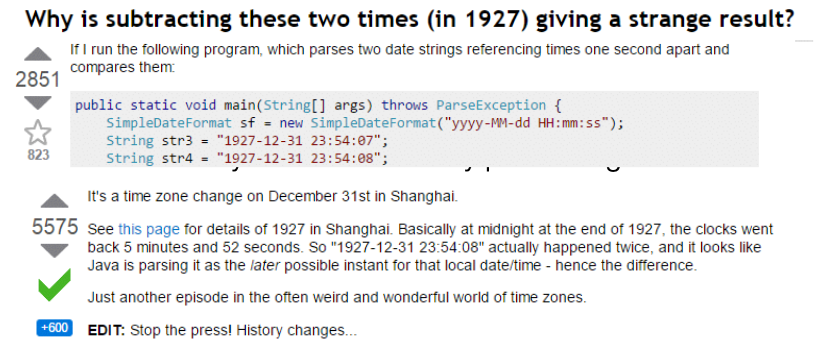 Why is subtracting these two times (in 1927) giving a strange result?
If I run the following program, which parses two date strings referencing times one second apart and
compares them:
2851
public static void main(String[] args) throws ParseException {
SimpleDateFormat sf = new SimpleDateFormat("yyyy-MM-dd HH:mm:ss");
String str3 = "1927-12-31 23:54:07";
String str4 = "1927-12-31 23:54:08";
823
It's a time zone change on December 31st in Shanghai.
5575
See this page for details of 1927 in Shanghai. Basically at midnight at the end of 1927, the clocks went
back 5 minutes and 52 seconds. So "1927-12-31 23:54:08" actually happened twice, and it looks like
Java is parsing it as the later possible instant for that local date/time - hence the difference.
Just another episode in the often weird and wonderful world of time zones.
+600
EDIT: Stop the press! History changes...